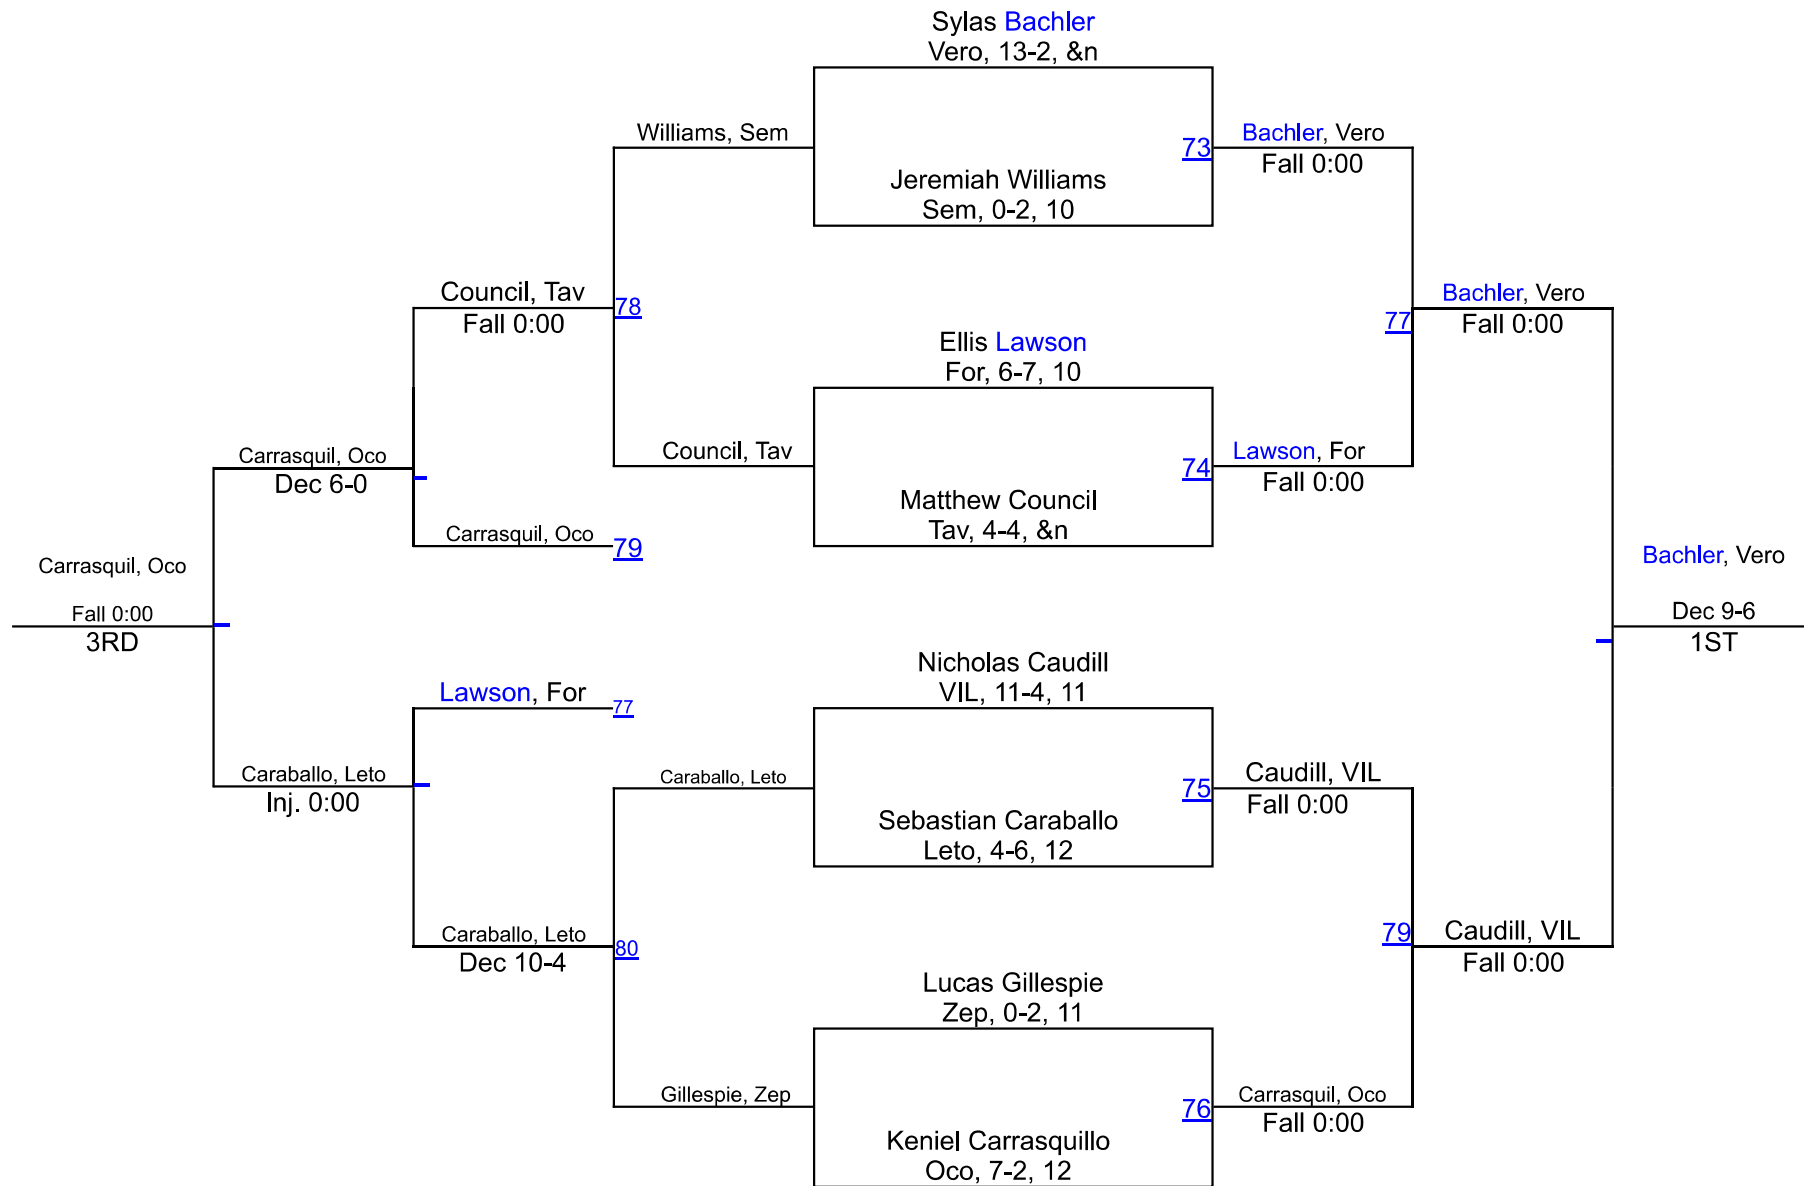 Sylas Bachler
Vero, 13-2, &n
Williams, Sem
73
Bachler, Vero
Fall 0:00
Jeremiah Williams
Sem, 0-2, 10
Council, Tav
Fall 0:00
78
Bachler, Vero
77
Fall 0:00
Ellis Lawson
For, 6-7, 10
Carrasquil, Oco
Dec 6-0
Council, Tav
74
Lawson, For
Fall 0:00
Matthew Council
Tav, 4-4, &n
Carrasquil, Oco
79
Carrasquil, Oco
Fall 0:00
3RD
Bachler, Vero
Dec 9-6
1ST
Nicholas Caudill
VIL, 11-4, 11
Lawson, For
77
Caraballo, Leto
Inj. 0:00
Caraballo, Leto
75
Caudill, VIL
Fall 0:00
Sebastian Caraballo
Leto, 4-6, 12
Caraballo, Leto
Dec 10-4
80
79
Caudill, VIL
Fall 0:00
Lucas Gillespie
Zep, 0-2, 11
Gillespie, Zep
76
Carrasquil, Oco
Fall 0:00
Keniel Carrasquillo
Oco, 7-2, 12